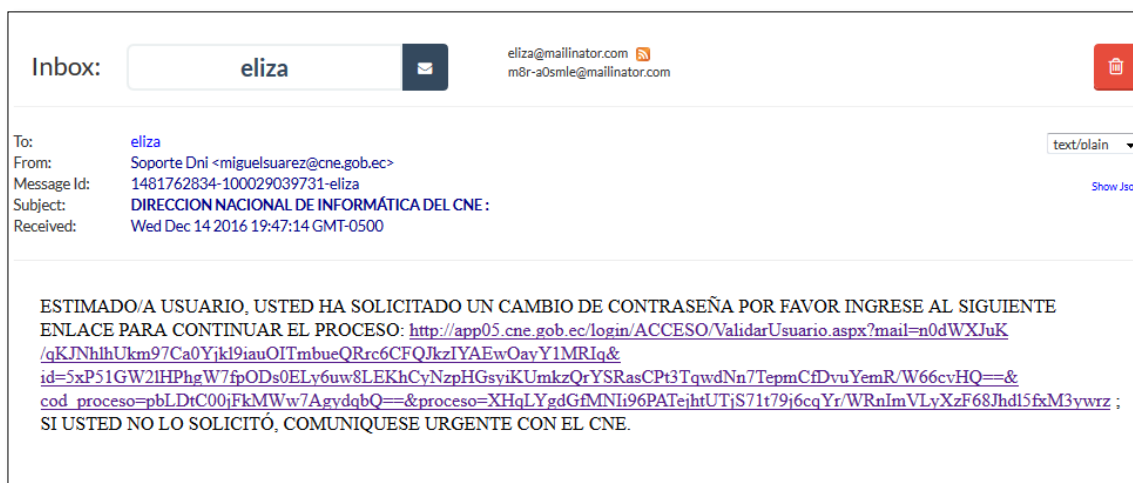 Inbox: eliza
eliza@mailinator.com
m8r-a0smle@mailinator.com
To: eliza
text/plain
From: Soporte Dni <miguelsuarez@cne.gob.ec>
Message Id: 1481762834-100029039731-eliza
Show Jso
Subject: DIRECCION NACIONAL DE INFORMÁTICA DEL CNE :
Received: Wed Dec 14 2016 19:47:14 GMT-0500
ESTIMADO/A USUARIO, USTED HA SOLICITADO UN CAMBIO DE CONTRASEÑA POR FAVOR INGRESE AL SIGUIENTE
ENLACE PARA CONTINUAR EL PROCESO: http://app05.cne.gob.ec/login/ACCESO/ValidarUsuario.aspx?mail=n0dWXJuK
/qKJNhlhUkm97Ca0Yjkl9iauOITmbueQRrc6CFQJkzIYAEwOayY1MRIq&
id=5xP51GW2lHPhgW7fpODs0ELy6uw8LEKhCyNzpHGsyiKUmkzQrYSRasCPt3TqwdNn7TepmCfDvuYemR/W66cvHQ==&
cod_proceso=pbLDtC00jFkMWw7AgydqbQ==&proceso=XHqLYgdGfMNIi96PATejhtUTjS71t79j6cqYr/WRnImVLyXzF68Jhdl5fxM3ywrz ;
SI USTED NO LO SOLICITÓ, COMUNIQUESE URGENTE CON EL CNE.